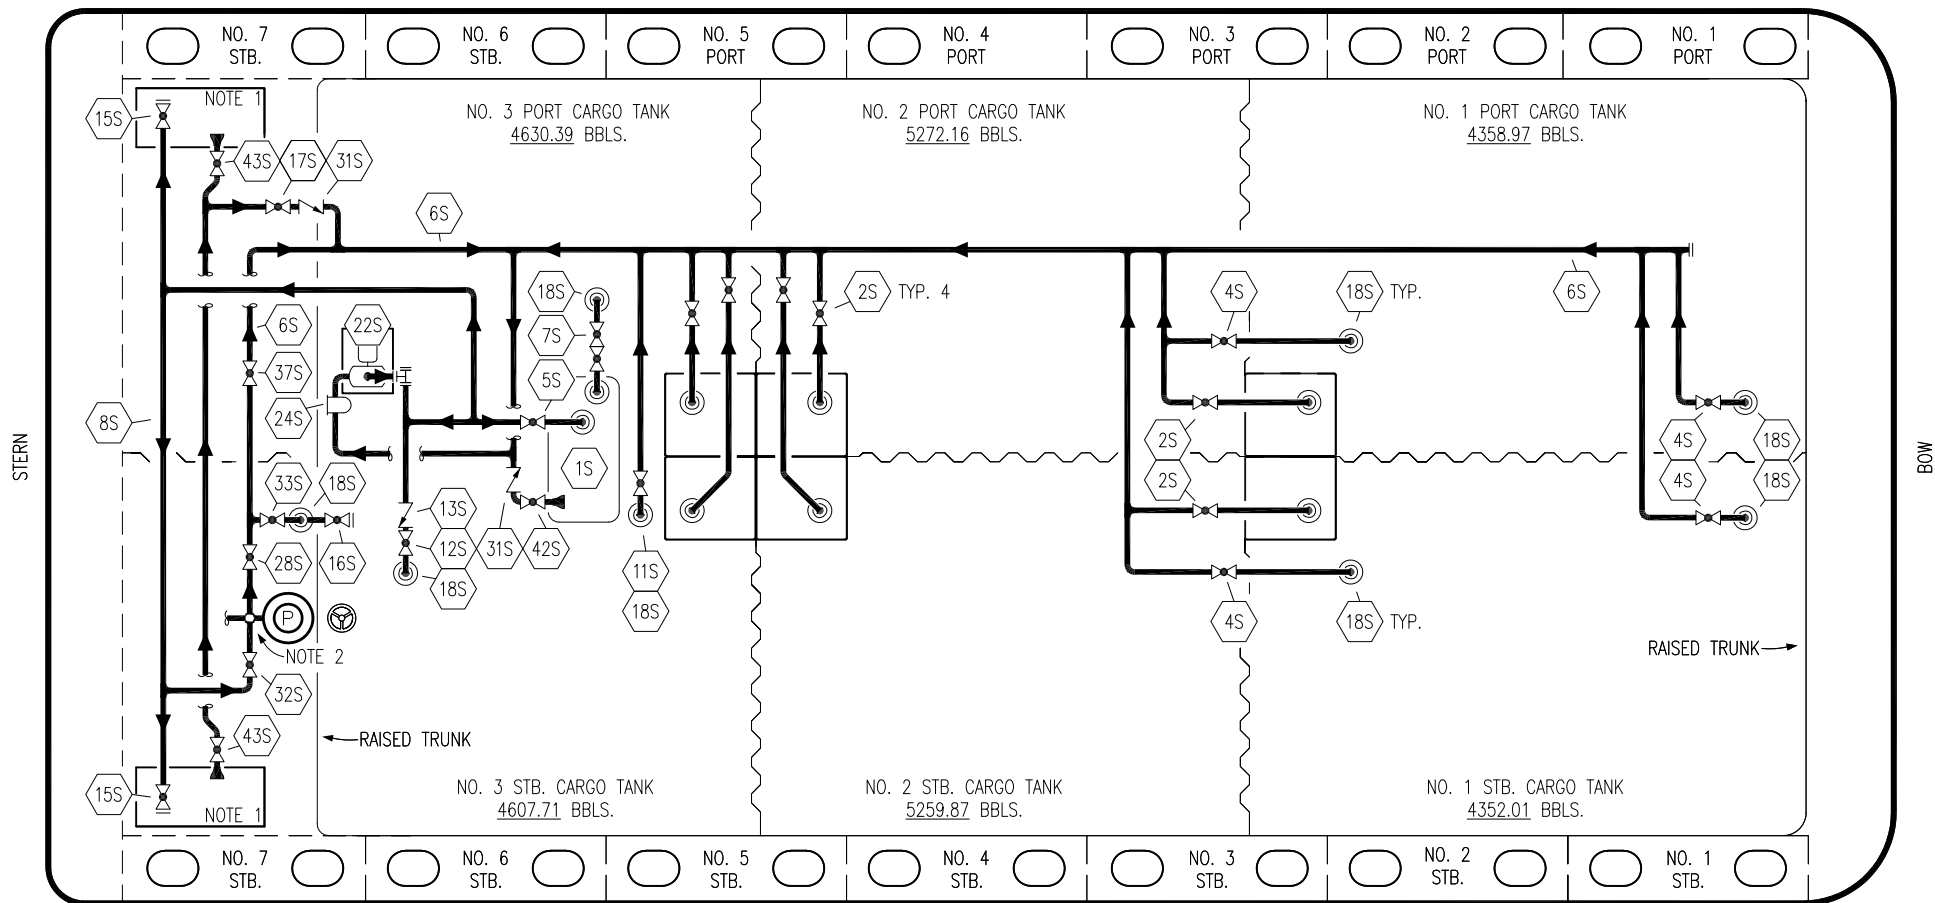 NO. 7
STB.
NO. 6
STB.
NO. 5
PORT
NO. 4
PORT
NO. 3
PORT
NO. 2
PORT
NO. 1
PORT
NOTE 1
15S
43S
17S
31S
NO. 3 PORT CARGO TANK
4630.39 BBLS.
NO. 2 PORT CARGO TANK
5272.16 BBLS.
NO. 1 PORT CARGO TANK
4358.97 BBLS.
6S
18S
2S TYP. 4
4S
18S TYP.
6S
6S
22S
7S
37S
5S
24S
8S
1S
2S
2S
4S
4S
18S
18S
STERN
BOW
33S
18S
13S
12S
31S
42S
28S
16S
18S
11S
18S
P
NOTE 2
4S
18S TYP.
RAISED TRUNK
32S
43S
RAISED TRUNK
15S
NOTE 1
NO. 3 STB. CARGO TANK
4607.71 BBLS.
NO. 2 STB. CARGO TANK
5259.87 BBLS.
NO. 1 STB. CARGO TANK
4352.01 BBLS.
NO. 7
STB.
NO. 6
STB.
NO. 5
STB.
NO. 4
STB.
NO. 3
STB.
NO. 2
STB.
NO. 1
STB.